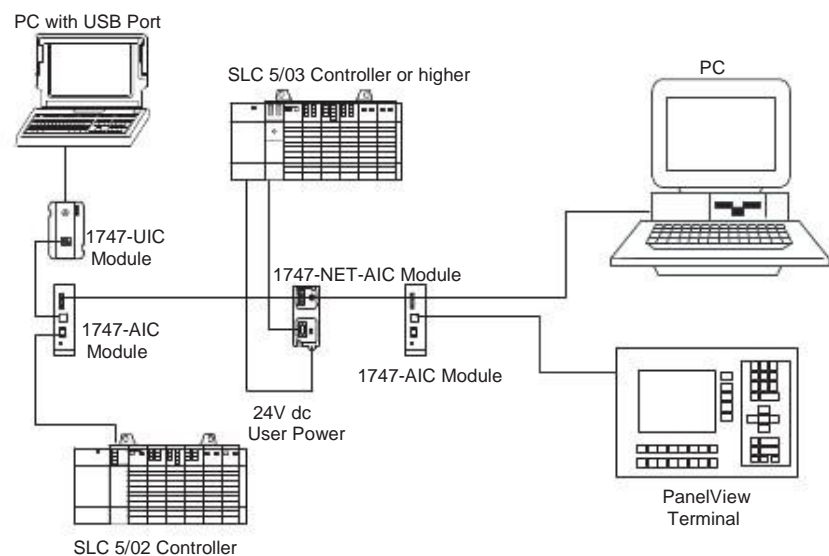 PC with USB Port
SLC 5/03 Controller or higher
PC
1747-UIC
Module
1747-NET-AIC Module
1747-AIC
Module
1747-AIC Module
24V dc
User Power
PanelView
Terminal
SLC 5/02 Controller